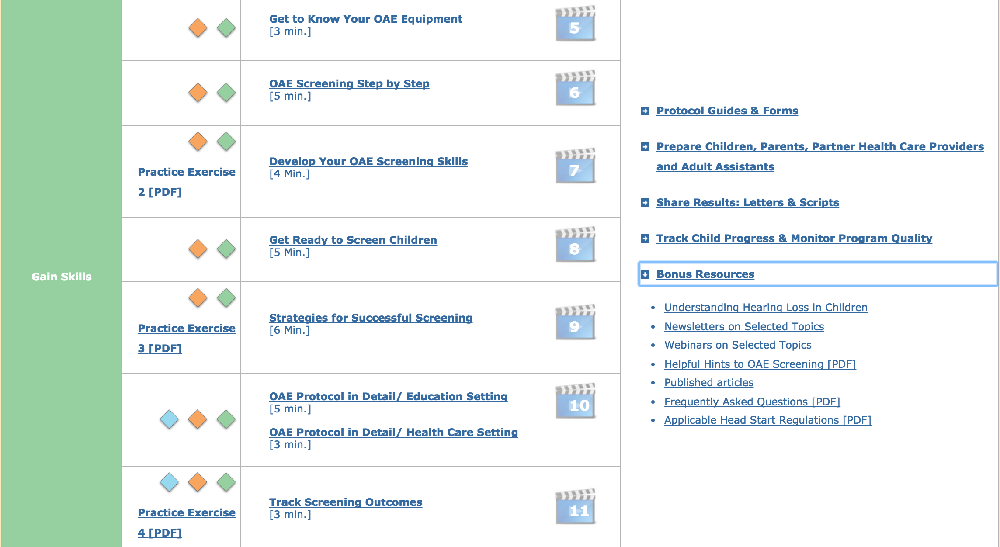 Gain Skills
Get to Know Your OAE Equipment
[3 min.]
5
OAE Screening Step by Step
[5 min.]
6
Practice Exercise
2 [PDF]
Develop Your OAE Screening Skills
[4 Min.]
7
Get Ready to Screen Children
[5 Min.]
8
Practice Exercise
3 [PDF]
Strategies for Successful Screening
[6 Min.]
9
OAE Protocol in Detail/ Education Setting
[5 min.]
OAE Protocol in Detail/ Health Care Setting
[3 min.]
10
Practice Exercise
4 [PDF]
Track Screening Outcomes
[3 min.]
11
Protocol Guides & Forms
Prepare Children, Parents, Partner Health Care Providers
and Adult Assistants
Share Results: Letters & Scripts
Track Child Progress & Monitor Program Quality
Bonus Resources
Understanding Hearing Loss in Children
Newsletters on Selected Topics
Webinars on Selected Topics
Helpful Hints to OAE Screening [PDF]
Published articles
Frequently Asked Questions [PDF]
Applicable Head Start Regulations [PDF]